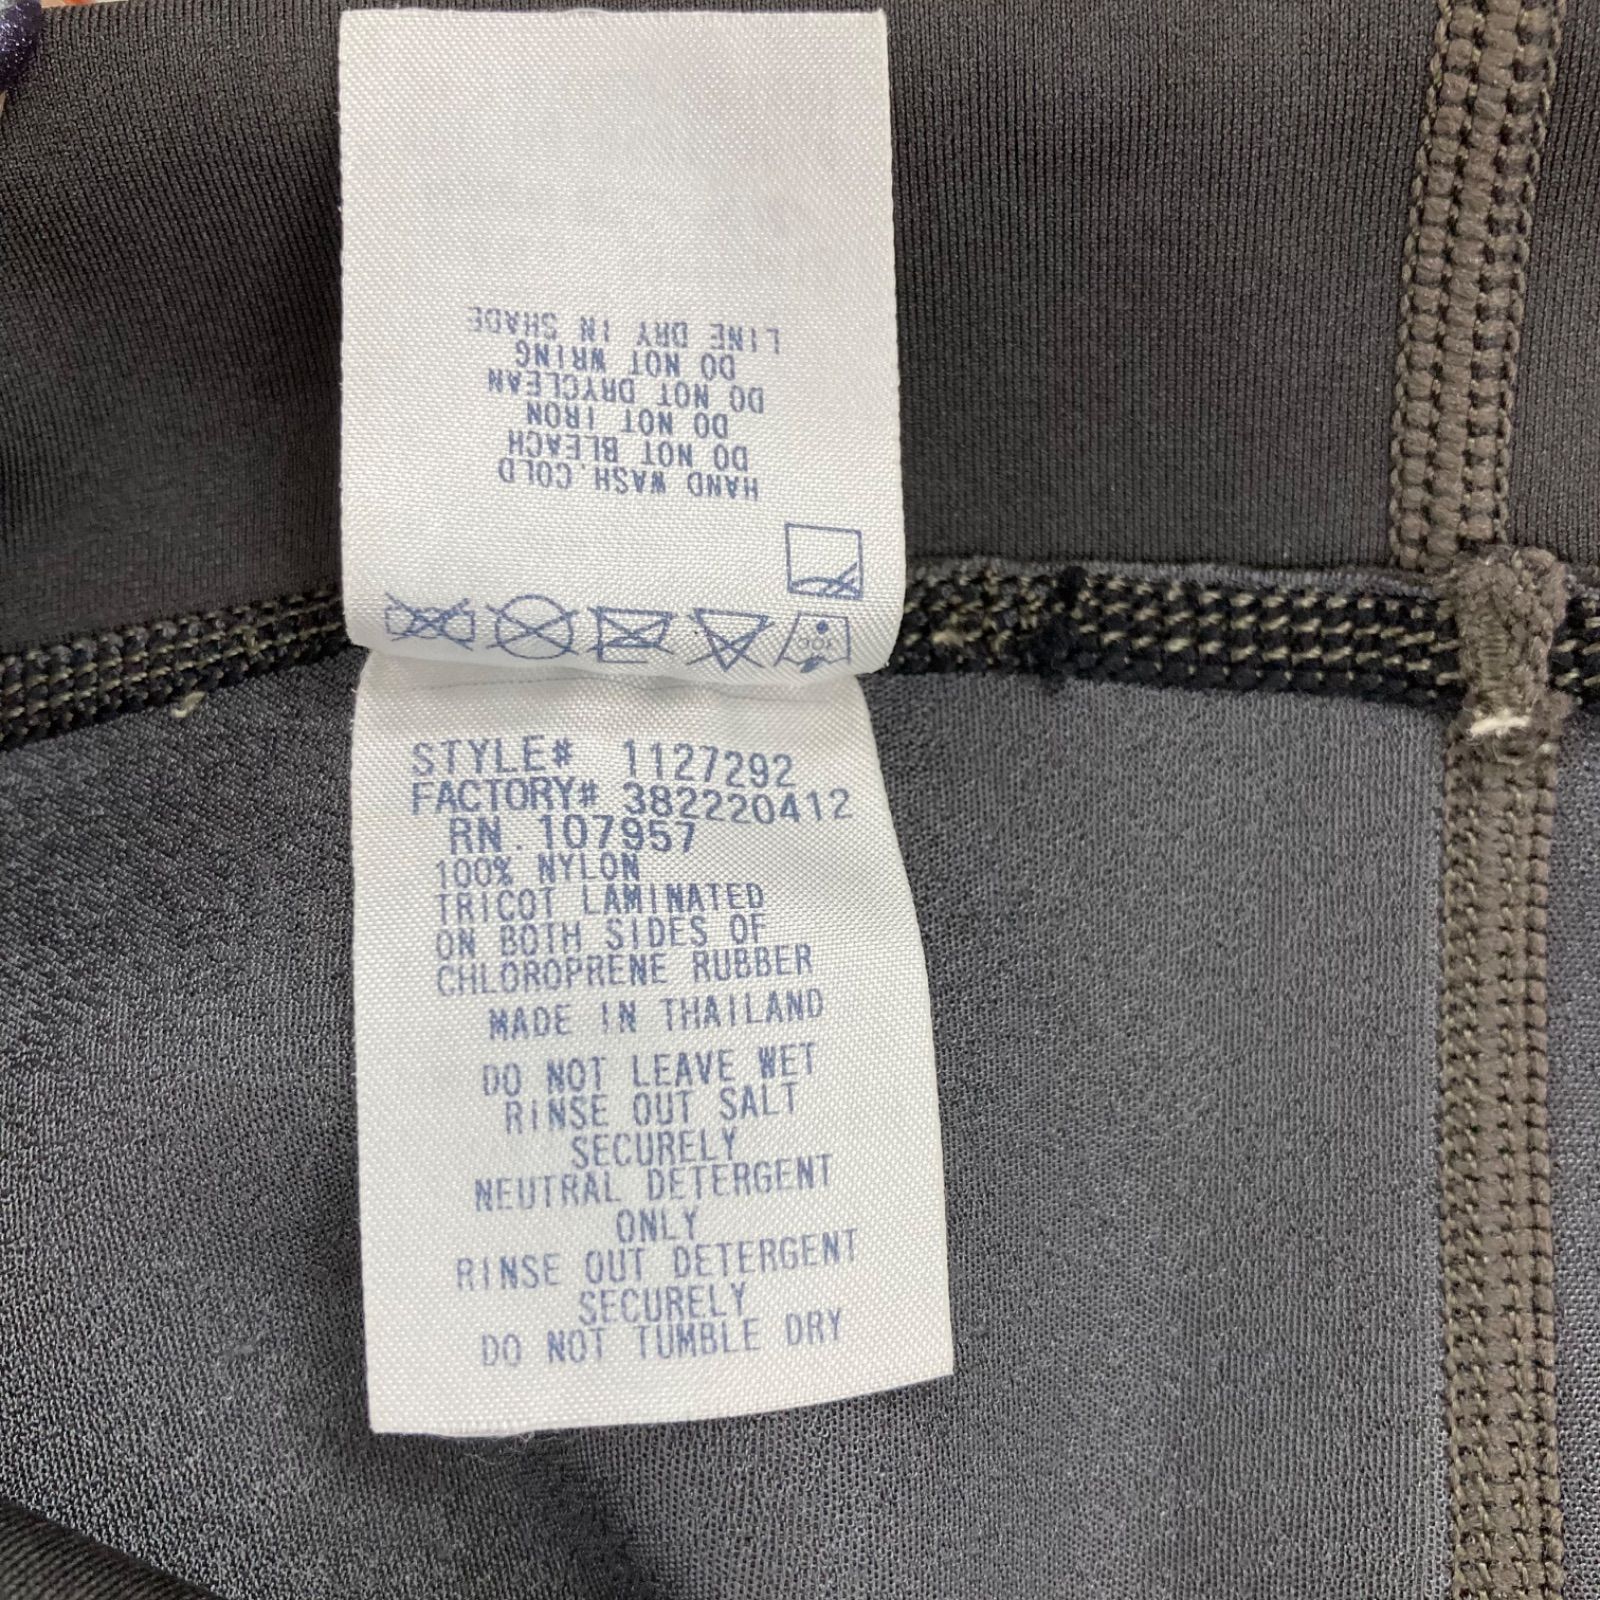 HAND WASH.COLD
DO NOT BLEACH
DO NOT IRON
DO NOT DRYCLEAN
DO NOT WRING
LINE DRY IN SHADE
STYLE# 1127292
FACTORY# 382220412
RN. 107957
100% NYLON
TRICOT LAMINATED
ON BOTH SIDES OF
CHLOROPRENE RUBBER
MADE IN THAILAND
DO NOT LEAVE WET
RINSE OUT SALT
SECURELY
NEUTRAL DETERGENT
ONLY
RINSE OUT DETERGENT
SECURELY
DO NOT TUMBLE DRY